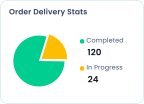 Order Delivery Stats
Completed
120
In Progress
24